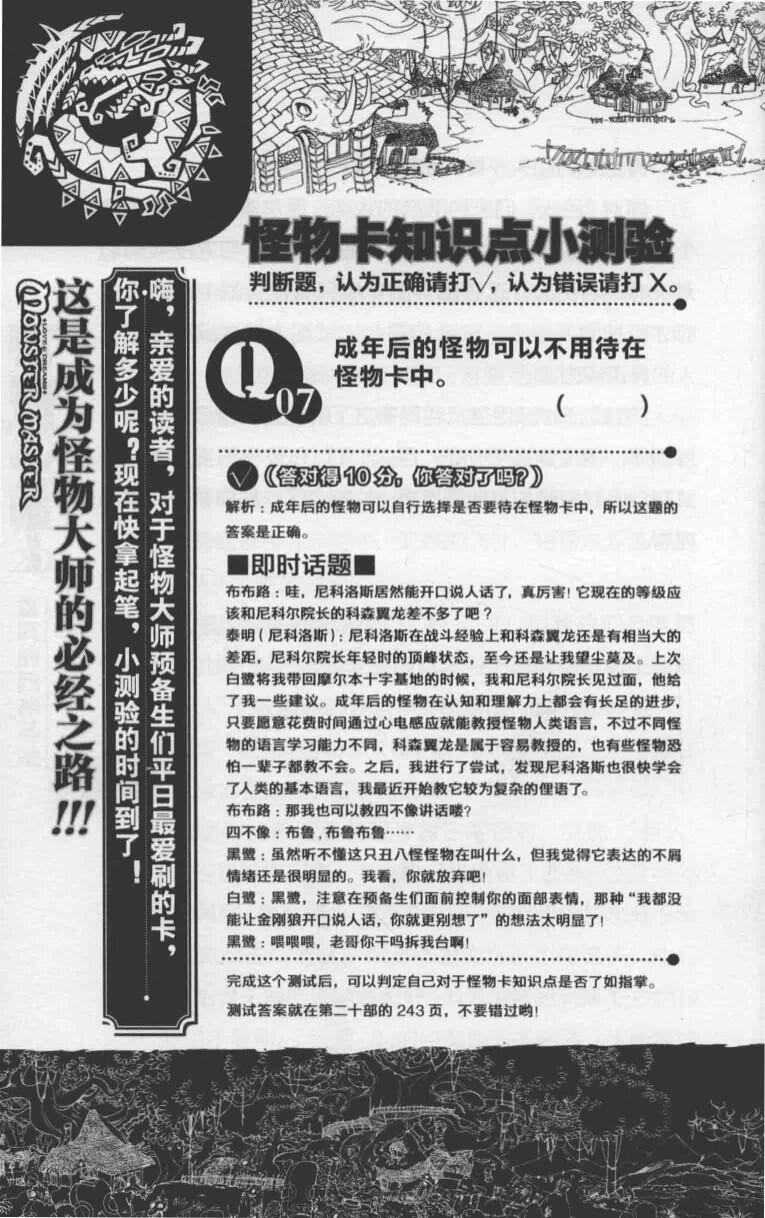 怪物卡知识点小测验
判断题，认为正确请打√，认为错误请打 X。
Q07
成年后的怪物可以不用待在
怪物卡中。
（　　）
√（（答对得10分，你答对了吗？））
解析：成年后的怪物可以自行选择是否要待在怪物卡中，所以这题的
答案是正确。
■即时话题■
布布路：哇，尼科洛斯居然能开口说人话了，真厉害！它现在的等级应
该和尼科尔院长的科森翼龙差不多了吧？
泰明（尼科洛斯）：尼科洛斯在战斗经验上和科森翼龙还是有相当大的
差距，尼科尔院长年轻时的顶峰状态，至今还是让我望尘莫及。上次
白鹭将我带回摩尔本十字基地的时候，我和尼科尔院长见过面，他给
了我一些建议。成年后的怪物在认知和理解力上都会有长足的进步，
只要愿意花费时间通过心电感应就能教授怪物人类语言，不过不同怪
物的语言学习能力不同，科森翼龙是属于容易教授的，也有些怪物恐
怕一辈子都教不会。之后，我进行了尝试，发现尼科洛斯也很快学会
了人类的基本语言，我最近开始教它较为复杂的俚语了。
布布路：那我也可以教四不像讲话喽？
四不像：布鲁，布鲁布鲁……
黑鹭：虽然听不懂这只丑八怪怪物在叫什么，但我觉得它表达的不屑
情绪还是很明显的。我看，你就放弃吧！
白鹭：黑鹭，注意在预备生们面前控制你的面部表情，那种“我都没
能让金刚狼开口说人话，你就更别想了”的想法太明显了！
黑鹭：喂喂喂，老哥你干吗拆我台啊！
完成这个测试后，可以判定自己对于怪物卡知识点是否了如指掌。
测试答案就在第二十部的243页，不要错过哟！
嗨，亲爱的读者，对于怪物大师预备生们平日最爱刷的卡，
你了解多少呢？现在快拿起笔，小测验的时间到了！
这是成为怪物大师的必经之路！！！
MONSTER MASTER